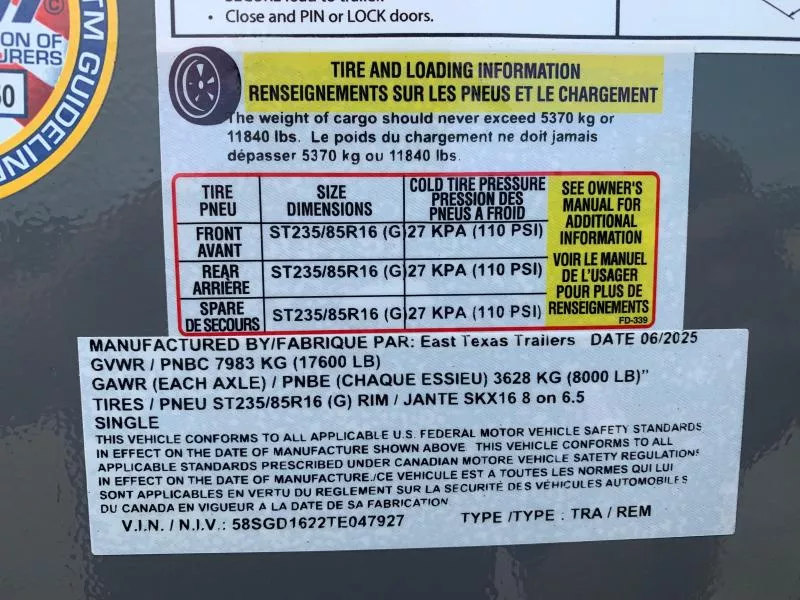 • Close and PIN or LOCK doors.
TM GUIDELIN
ION OF
URERS
TIRE AND LOADING INFORMATION
RENSEIGNEMENTS SUR LES PNEUS ET LE CHARGEMENT
The weight of cargo should never exceed 5370 kg or
11840 lbs. Le poids du chargement ne doit jamais
dépasser 5370 kg ou 11840 lbs.
TIRE PNEU SIZE DIMENSIONS COLD TIRE PRESSURE PRESSION DES PNEUS A FROID
FRONT AVANT ST235/85R16 (G) 27 KPA (110 PSI)
REAR ARRIÈRE ST235/85R16 (G) 27 KPA (110 PSI)
SPARE DE SECOURS ST235/85R16 (G) 27 KPA (110 PSI)
SEE OWNER'S
MANUAL FOR
ADDITIONAL
INFORMATION
VOIR LE MANUEL
DE L'USAGER
POUR PLUS DE
RENSEIGNEMENTS
FD-339
MANUFACTURED BY/FABRIQUE PAR: East Texas Trailers DATE 06/2025
GVWR / PNBC 7983 KG (17600 LB)
GAWR (EACH AXLE) / PNBE (CHAQUE ESSIEU) 3628 KG (8000 LB)"
TIRES / PNEU ST235/85R16 (G) RIM / JANTE SKX16 8 on 6.5
SINGLE
THIS VEHICLE CONFORMS TO ALL APPLICABLE U.S. FEDERAL MOTOR VEHICLE SAFETY STANDARDS
IN EFFECT ON THE DATE OF MANUFACTURE SHOWN ABOVE THIS VEHICLE CONFORMS TO ALL
APPLICABLE STANDARDS PRESCRIBED UNDER CANADIAN MOTORE VEHICLE SATETY REGULATIONS
IN EFFECT ON THE DATE OF MANUFACTURE./CE VEHICULE EST A TOUTES LES NORMES QUI LUI
SONT APPLICABLES EN VERTU DU REGLEMENT SUR LA SECURITE DES VÉHICULES AUTOMOBILES
DU CANADA EN VIGUEUR A LA DATE DE SA FABRICATION
V.I.N. / N.I.V.: 58SGD1622TE047927 TYPE /TYPE : TRA / REM